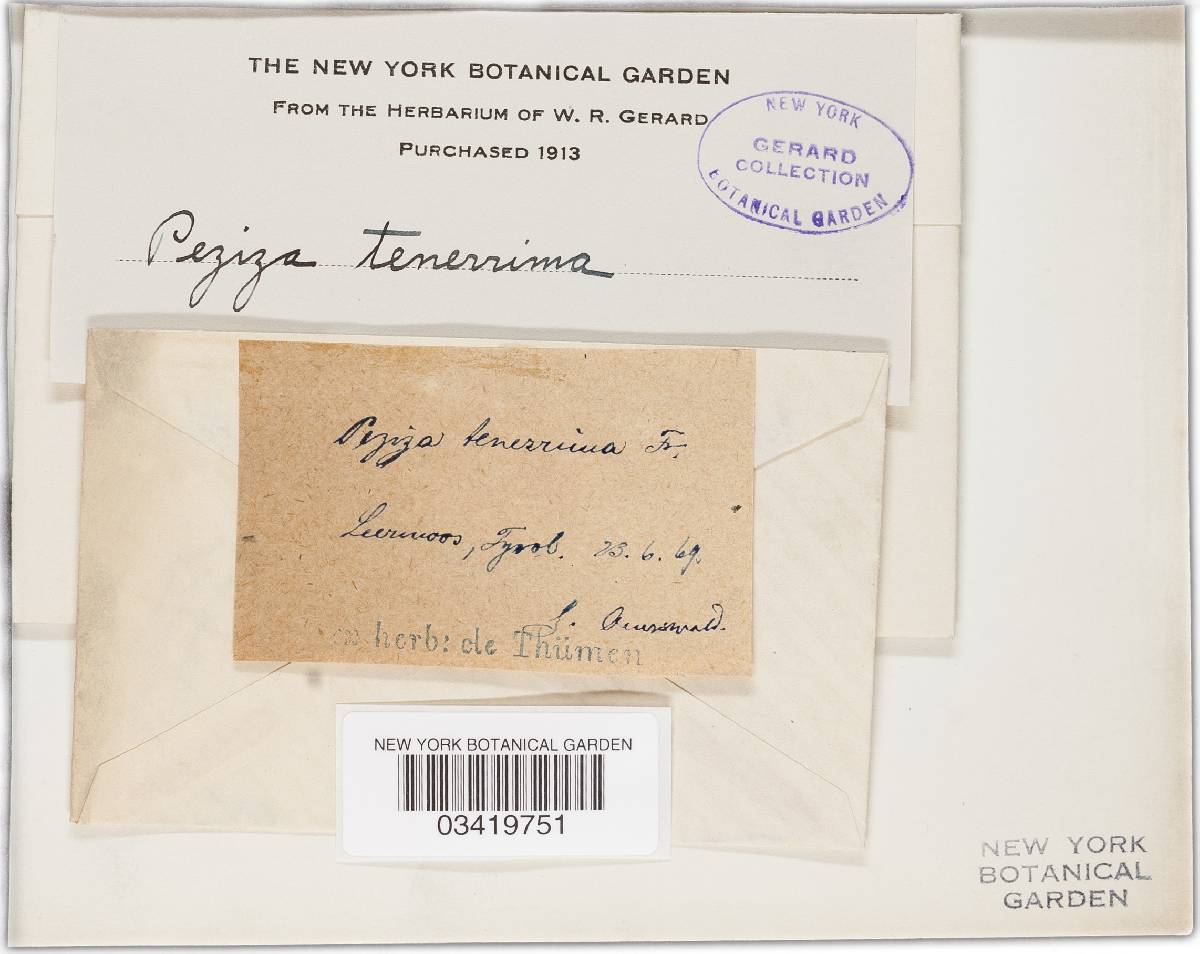 THE NEW YORK BOTANICAL GARDEN
FROM THE HERBARIUM OF W. R. GERARD
PURCHASED 1913
NEW YORK
GERARD
COLLECTION
BOTANICAL GARDEN
Peziza tenerrima
Peziza tenerrima Fr.
Leermoos, Tyrol. 23. 6. 69.
Auerswald.
herb: de Thümen
NEW YORK BOTANICAL GARDEN
03419751
NEW YORK
BOTANICAL
GARDEN